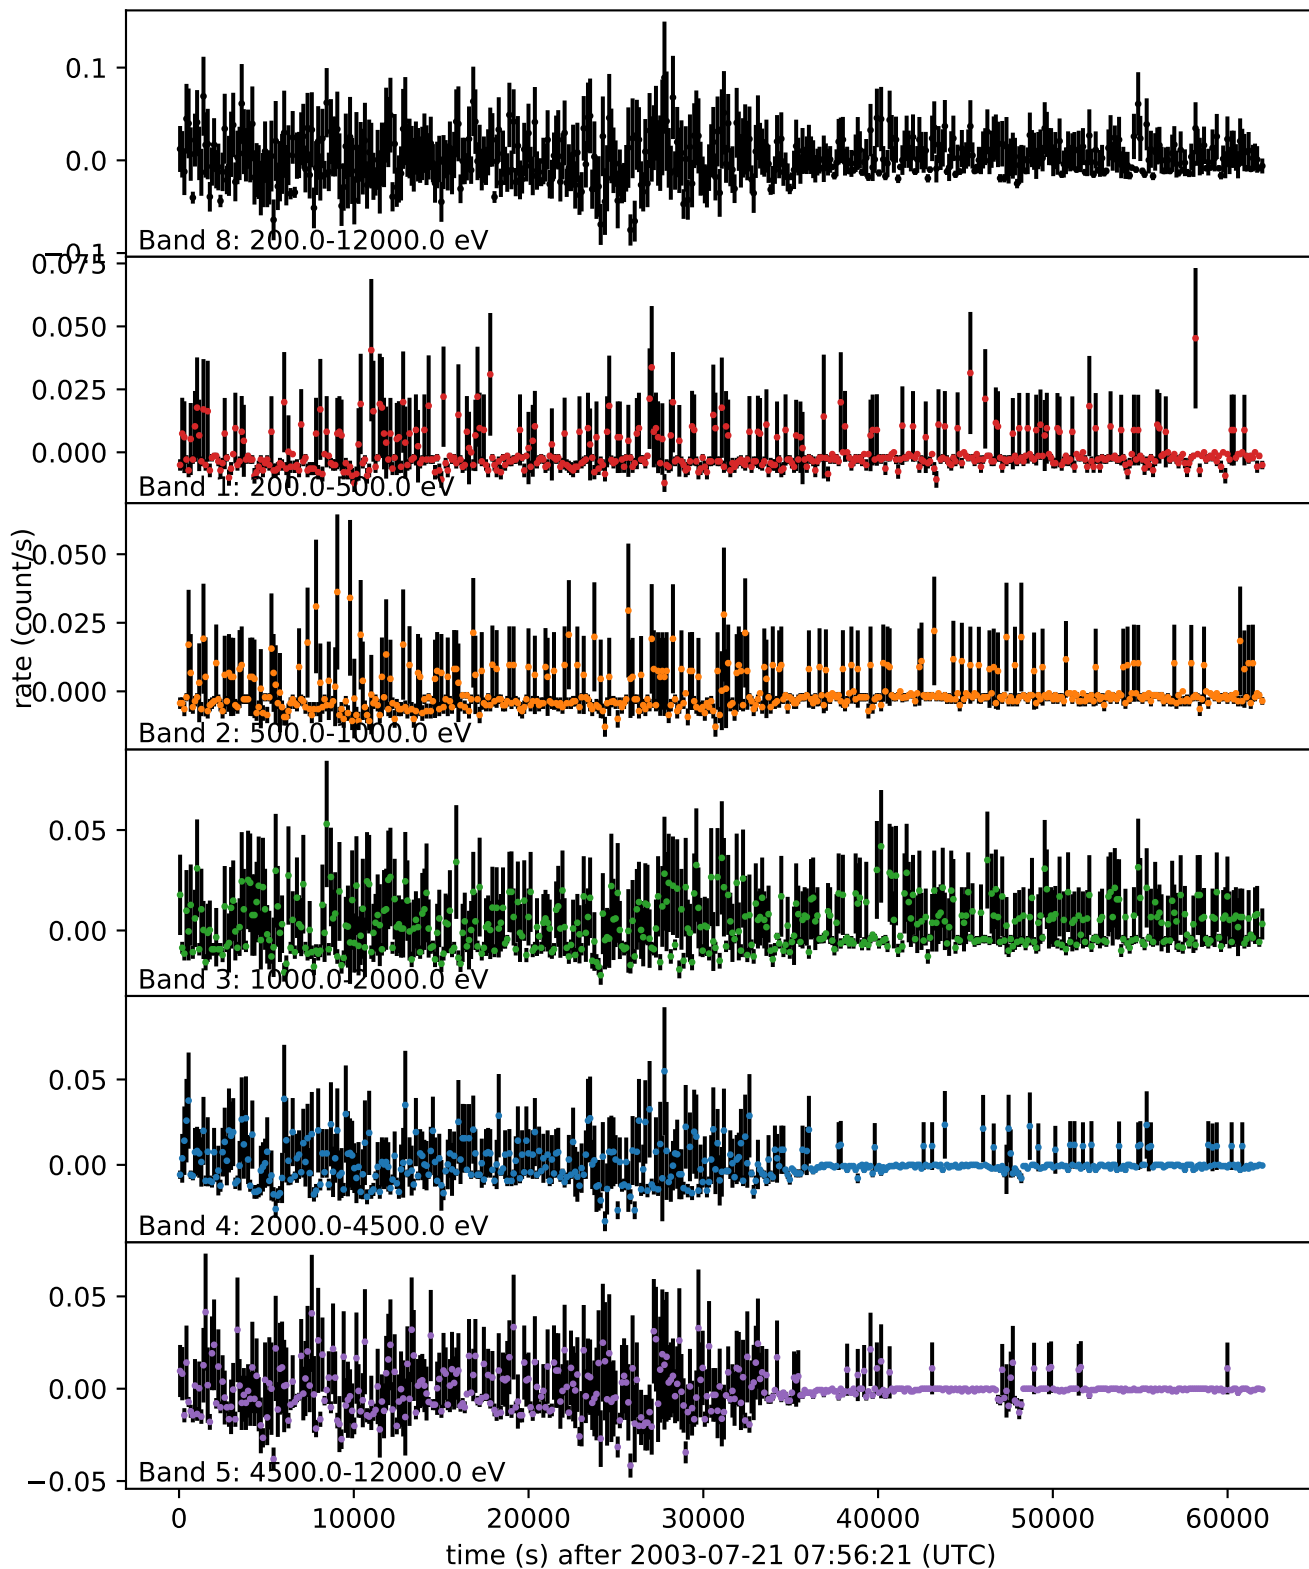 0.1
0.0
−0.1
Band 8: 200.0-12000.0 eV
0.075
0.050
0.025
0.000
Band 1: 200.0-500.0 eV
rate (count/s)
0.050
0.025
0.000
Band 2: 500.0-1000.0 eV
0.05
0.00
Band 3: 1000.0-2000.0 eV
0.05
0.00
Band 4: 2000.0-4500.0 eV
0.05
0.00
−0.05
Band 5: 4500.0-12000.0 eV
0 10000 20000 30000 40000 50000 60000
time (s) after 2003-07-21 07:56:21 (UTC)